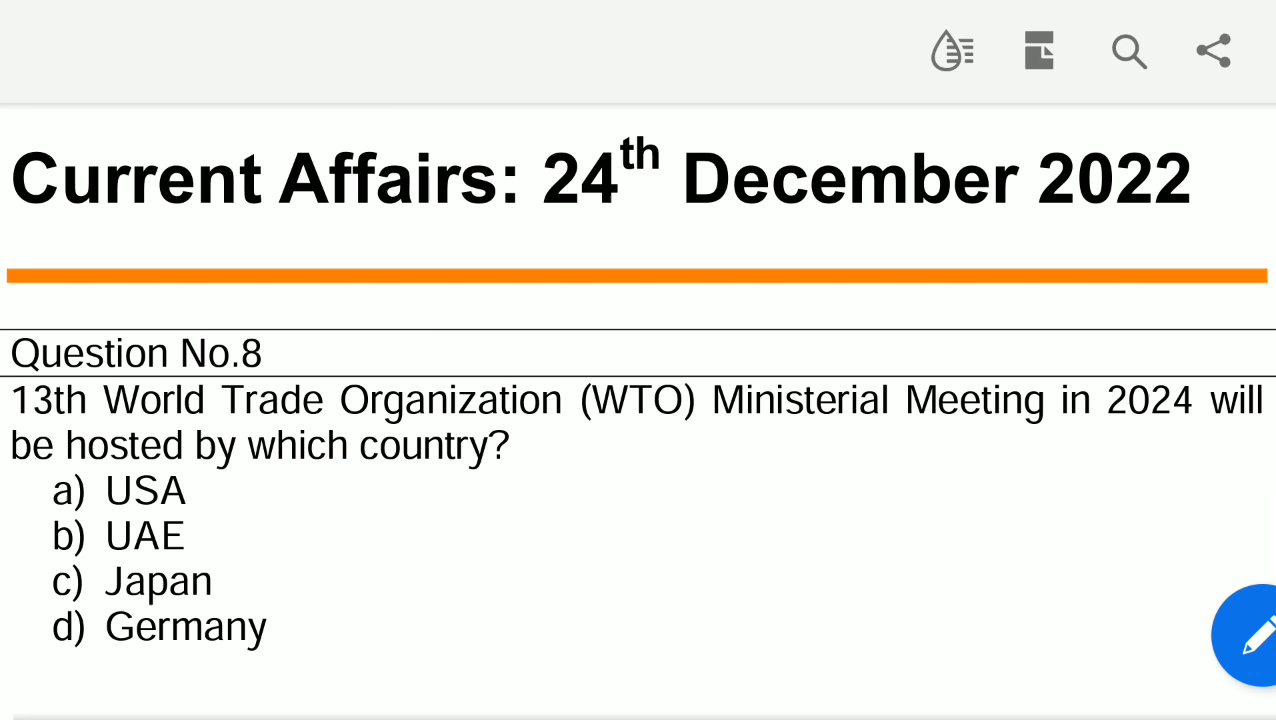 Current Affairs: 24th December 2022
Question No.8
13th World Trade Organization (WTO) Ministerial Meeting in 2024 will
be hosted by which country?
a) USA
b) UAE
c) Japan
d) Germany